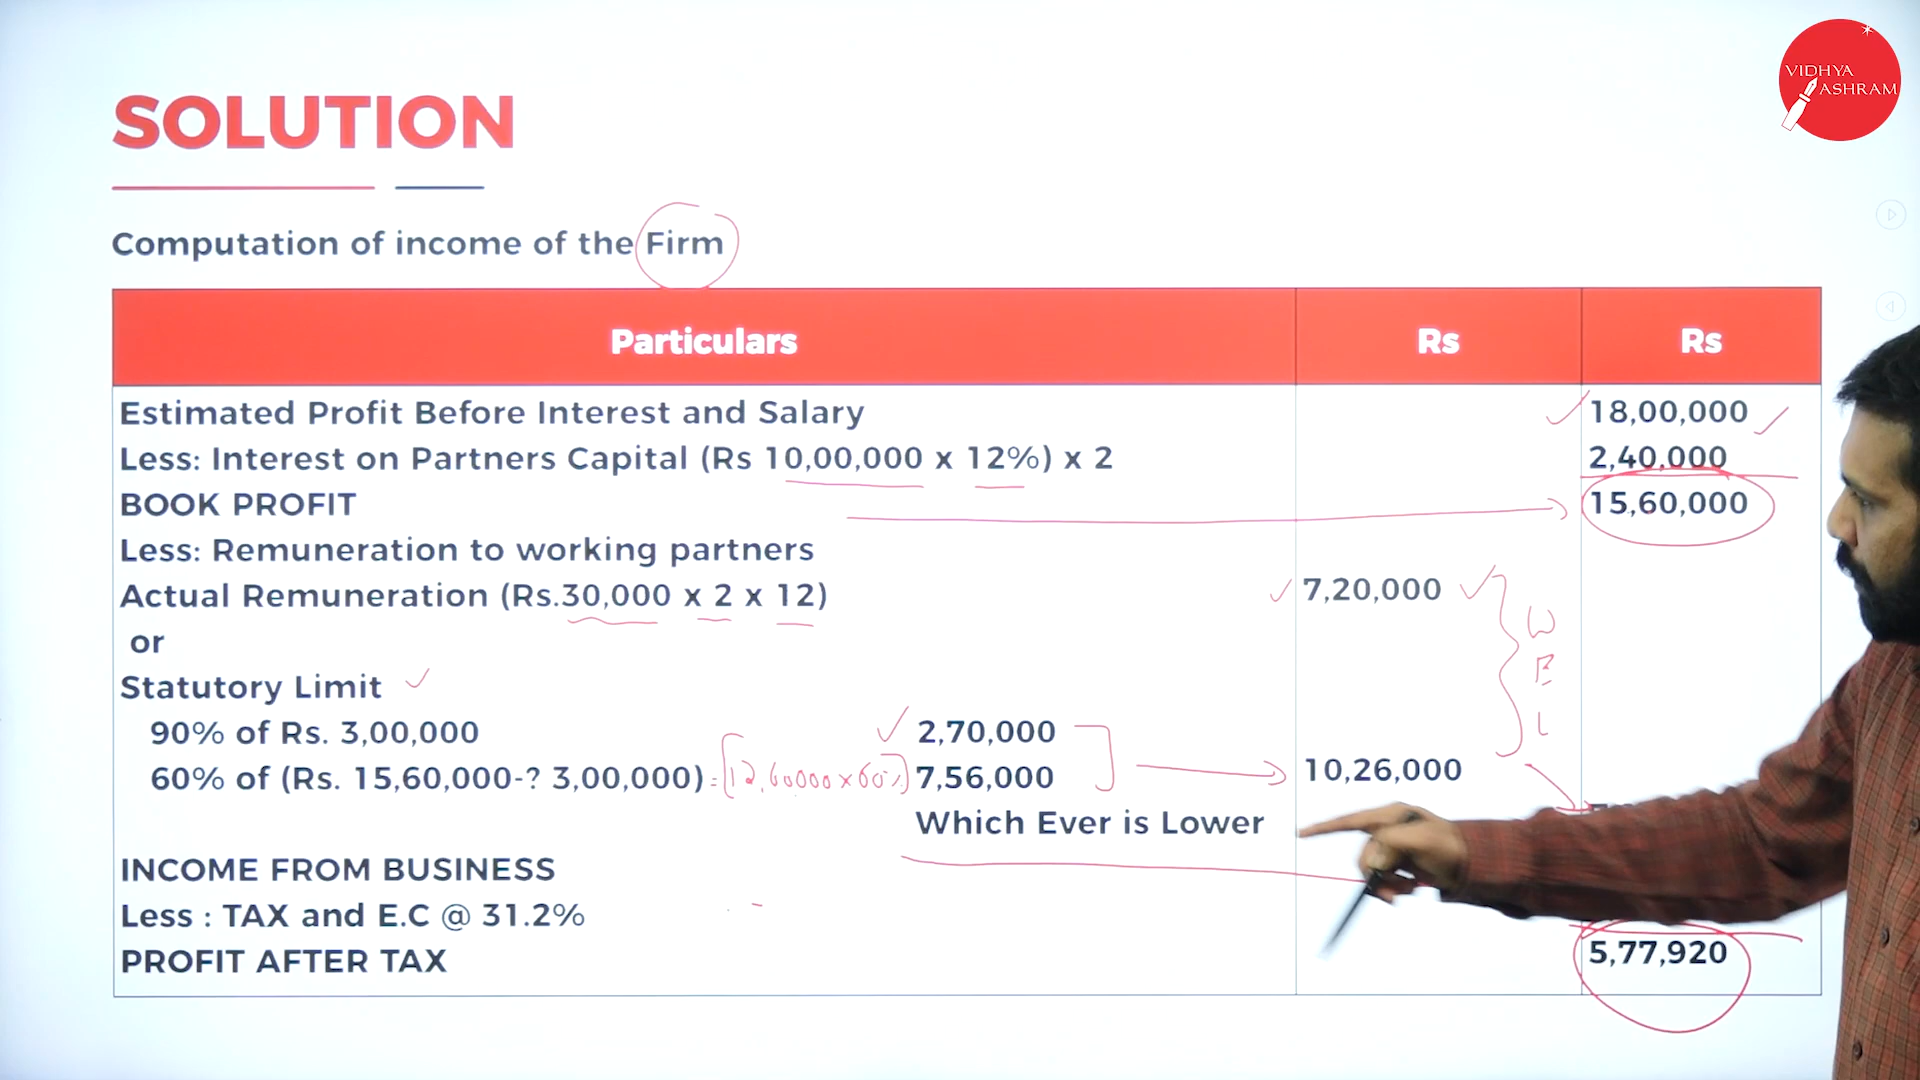 VIDHYA
ASHRAM
SOLUTION
Computation of income of the Firm
Particulars Rs Rs
Estimated Profit Before Interest and Salary 18,00,000
Less: Interest on Partners Capital (Rs 10,00,000 x 12%) x 2 2,40,000
BOOK PROFIT 15,60,000
Less: Remuneration to working partners
Actual Remuneration (Rs.30,000 x 2 x 12) 7,20,000
or
W
E
L
Statutory Limit
90% of Rs. 3,00,000 2,70,000
60% of (Rs. 15,60,000-? 3,00,000) = [12,60000 x 60%] 7,56,000 10,26,000
Which Ever is Lower
INCOME FROM BUSINESS
Less : TAX and E.C @ 31.2%
PROFIT AFTER TAX 5,77,920